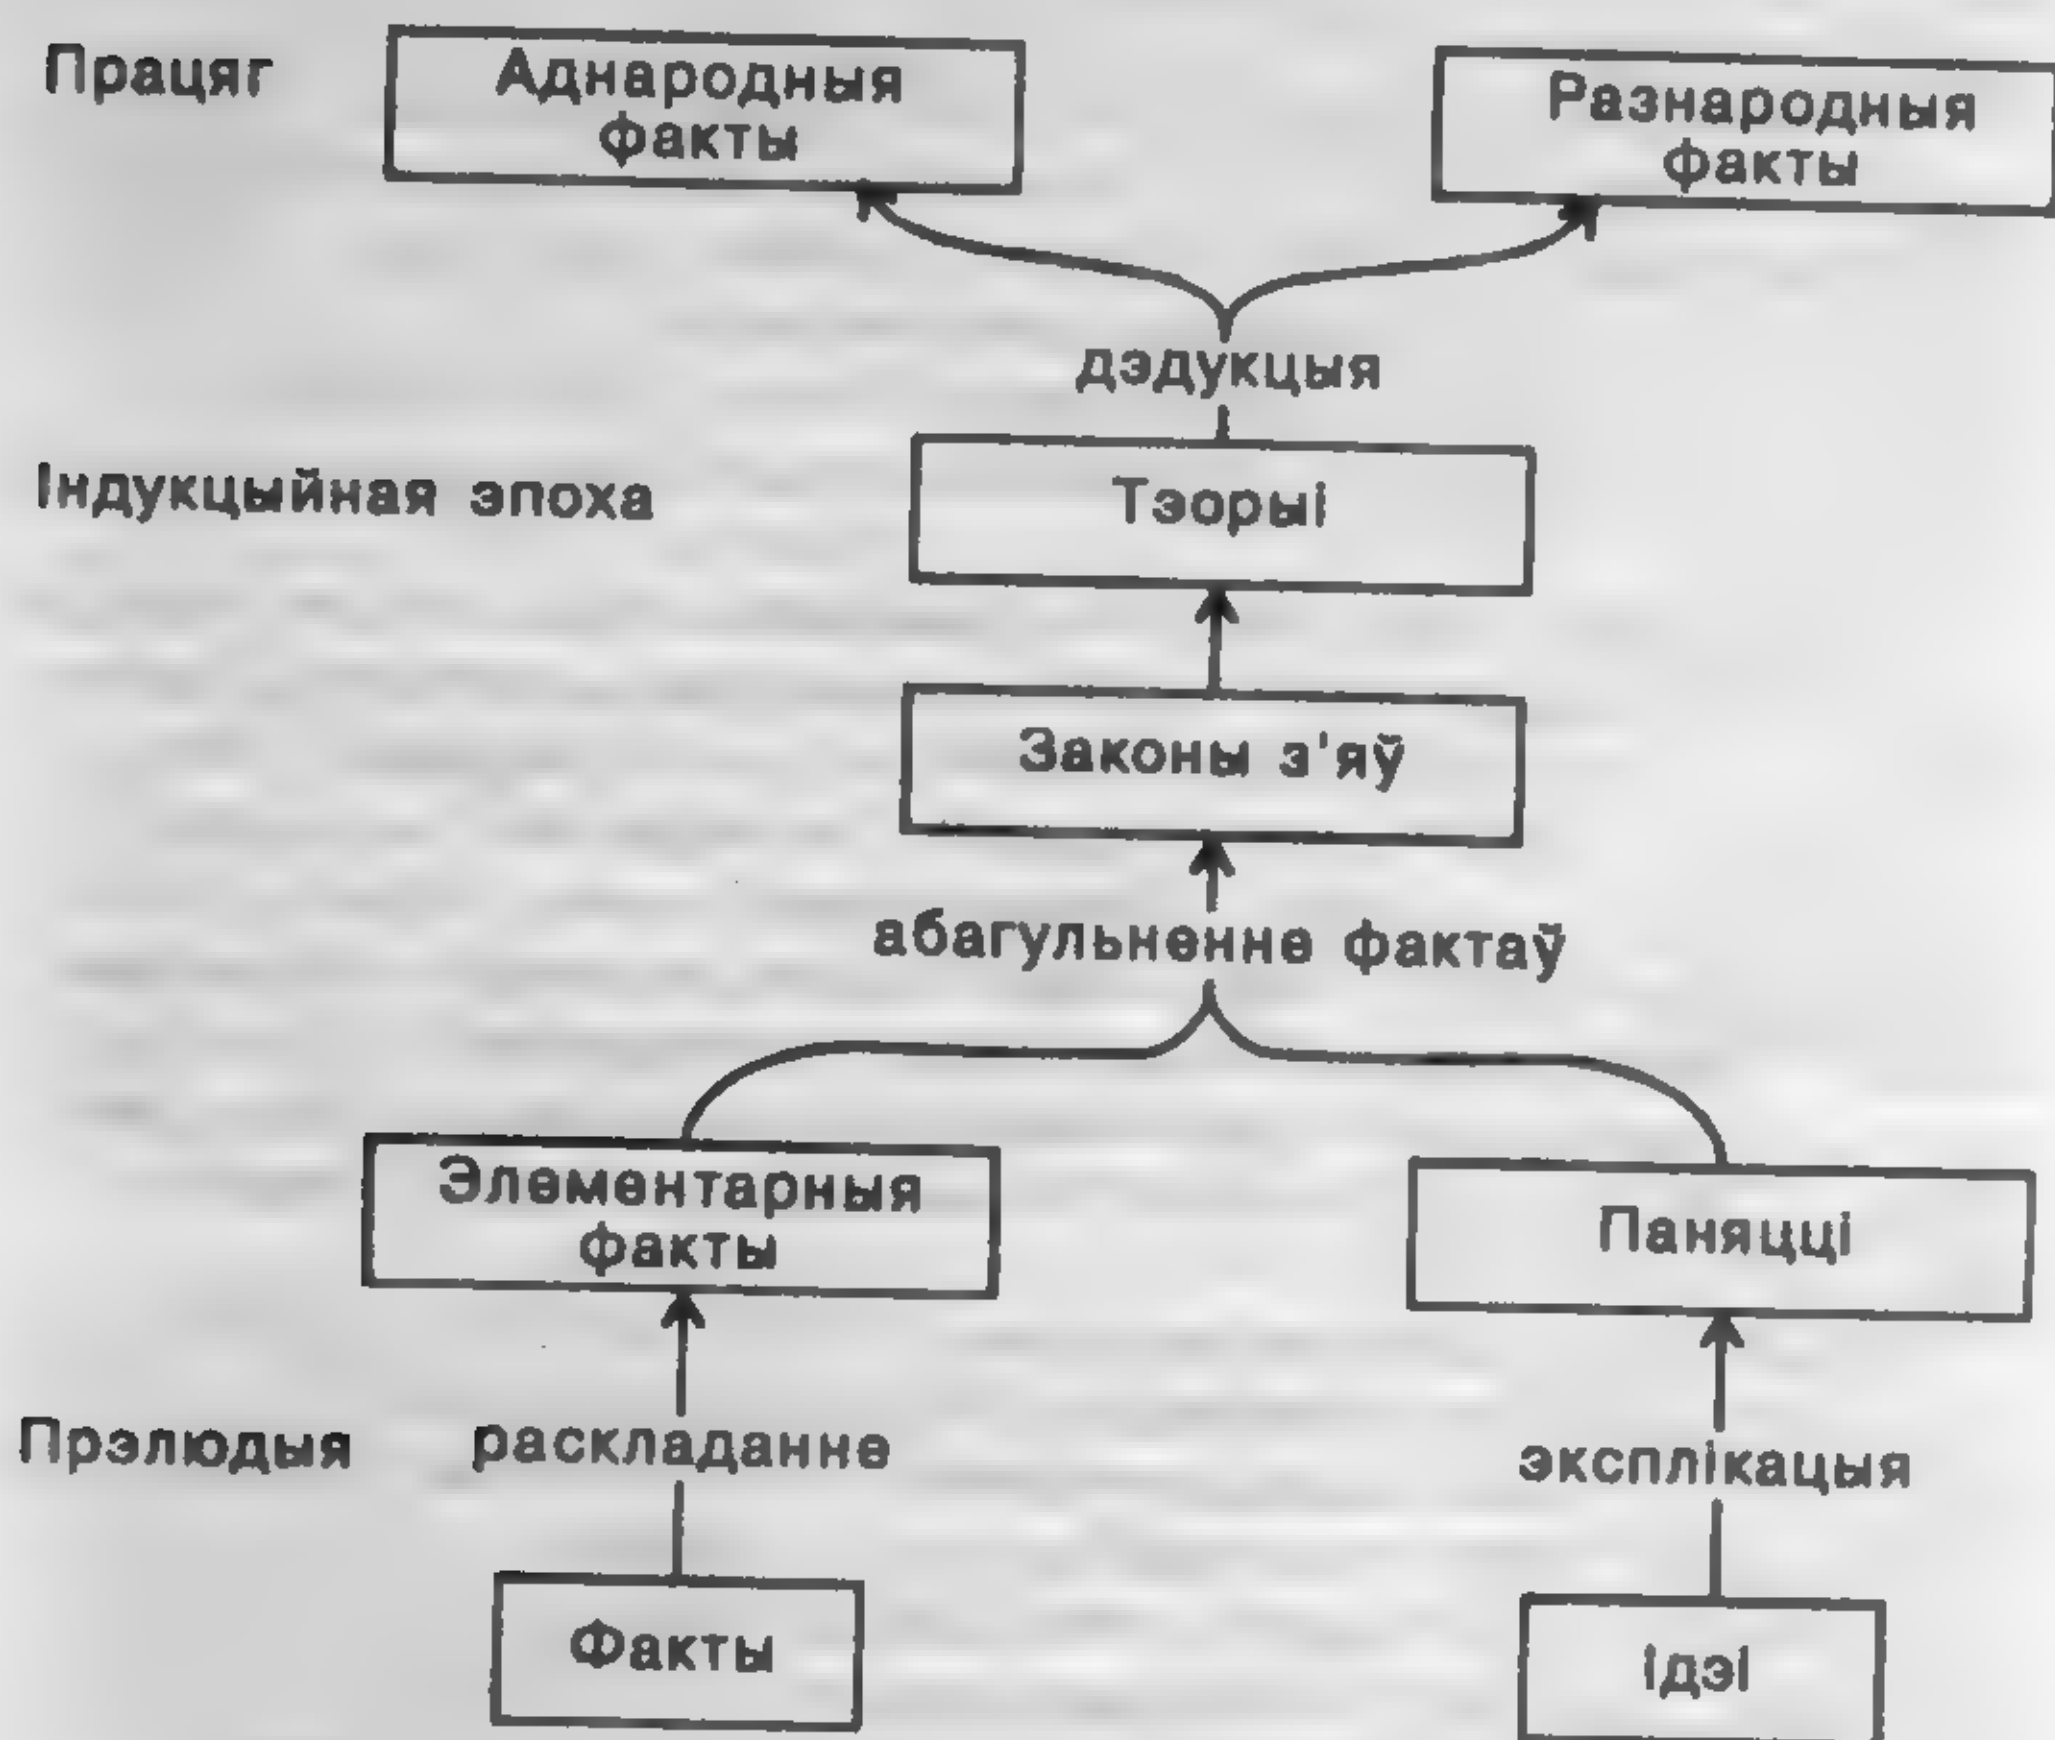 Працяг
Аднародныя
факты
Разнародныя
факты
дэдукцыя
Індукцыйная эпоха
Тэорыі
Законы з'яў
абагульненне фактаў
Элементарныя
факты
Паняцці
Прэлюдыя
раскладанне
эксплікацыя
Факты
Ідэі